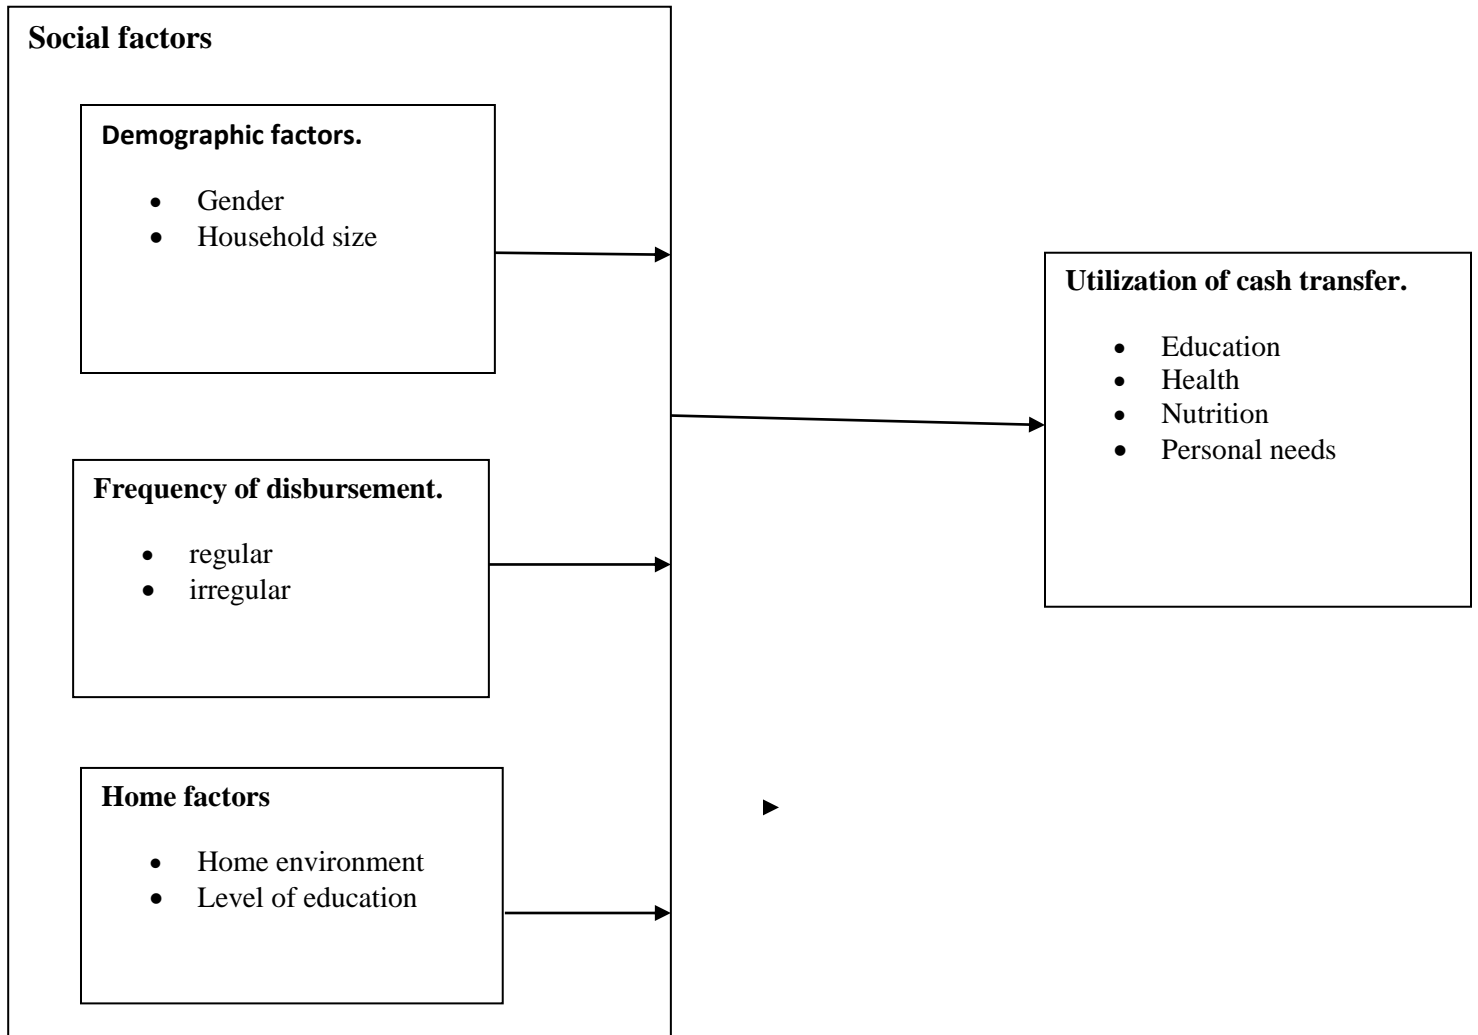 Social factors
Demographic factors.
• Gender
• Household size
Frequency of disbursement.
• regular
• irregular
Home factors
• Home environment
• Level of education
Utilization of cash transfer.
• Education
• Health
• Nutrition
• Personal needs